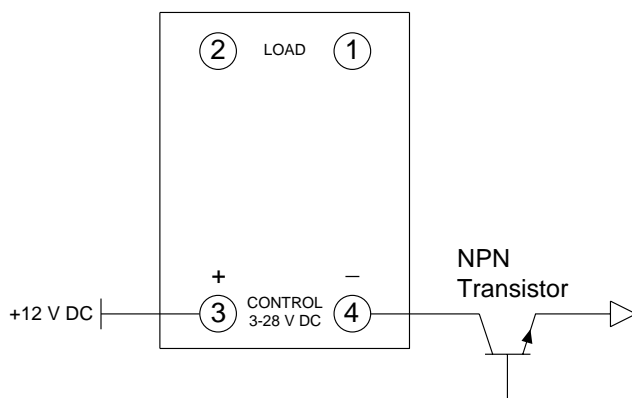 2 LOAD 1
+ –
NPN
Transistor
+12 V DC
3 CONTROL 4
3-28 V DC